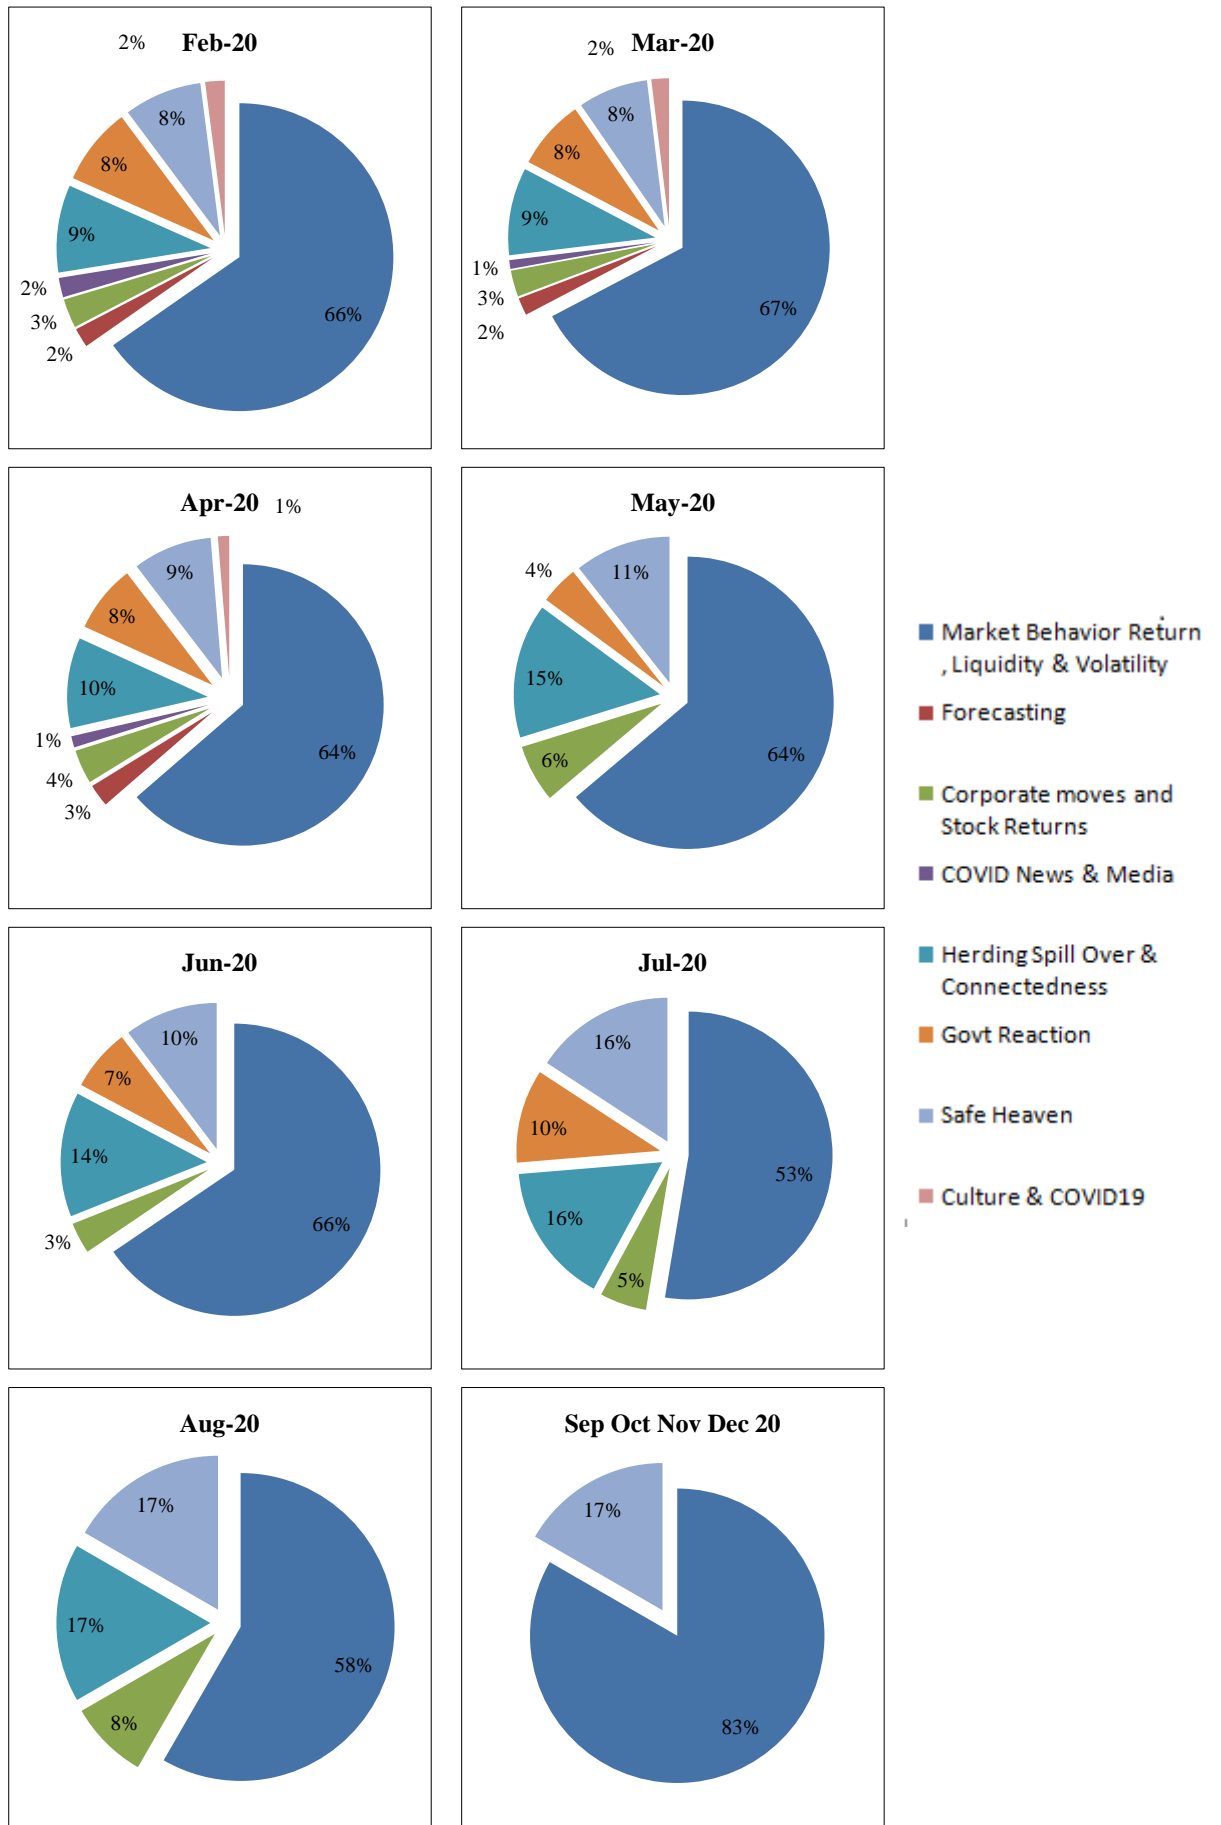 Feb-20
2%
8%
8%
9%
2%
3%
2%
66%
Mar-20
2%
8%
8%
9%
1%
3%
2%
67%
Apr-20
1%
9%
8%
10%
1%
4%
3%
64%
May-20
11%
4%
15%
6%
64%
Jun-20
10%
7%
14%
3%
66%
Jul-20
16%
10%
16%
5%
53%
Aug-20
17%
17%
8%
58%
Sep Oct Nov Dec 20
17%
83%
Market Behavior Return
, Liquidity & Volatility
Forecasting
Corporate moves and
Stock Returns
COVID News & Media
Herding Spill Over &
Connectedness
Govt Reaction
Safe Heaven
Culture & COVID19